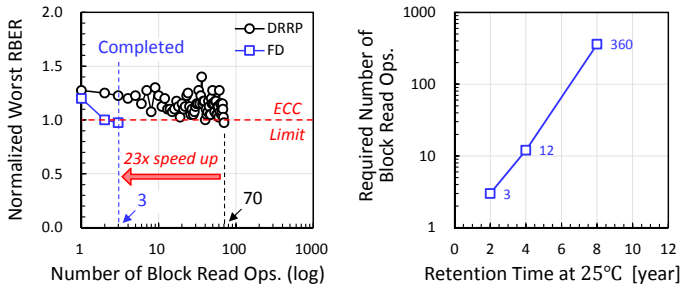 Normalized Worst RBER
2.0
1.5
1.0
0.5
0.0
Completed
DRRP
FD
ECC
Limit
23x speed up
3
70
1
10
100
1000
Number of Block Read Ops. (log)
Required Number of
Block Read Ops.
1000
100
10
1
360
12
3
0
2
4
6
8
10
12
Retention Time at 25℃ [year]